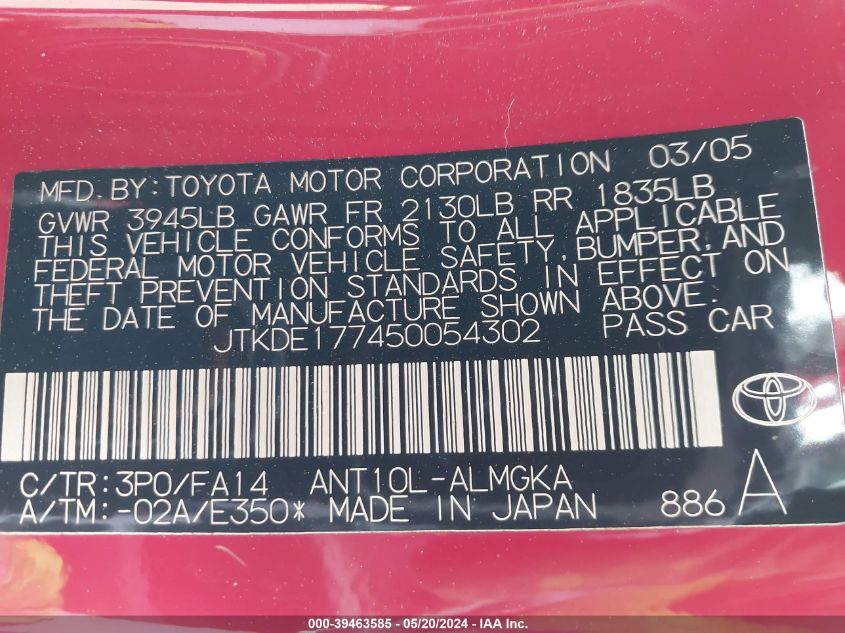 MFD. BY: TOYOTA MOTOR CORPORATION 03/05
GVWR 3945LB GAWR FR 2130LB RR 1835LB
THIS VEHICLE CONFORMS TO ALL APPLICABLE
FEDERAL MOTOR VEHICLE SAFETY, BUMPER, AND
THEFT PREVENTION STANDARDS IN EFFECT ON
THE DATE OF MANUFACTURE SHOWN ABOVE.
JTKDE177450054302 PASS CAR
C/TR: 3P0/FA14 ANT10L-ALMGKA
A/TM: -02A/E350* MADE IN JAPAN 886 A
000-39463585 - 05/20/2024 - IAA Inc.